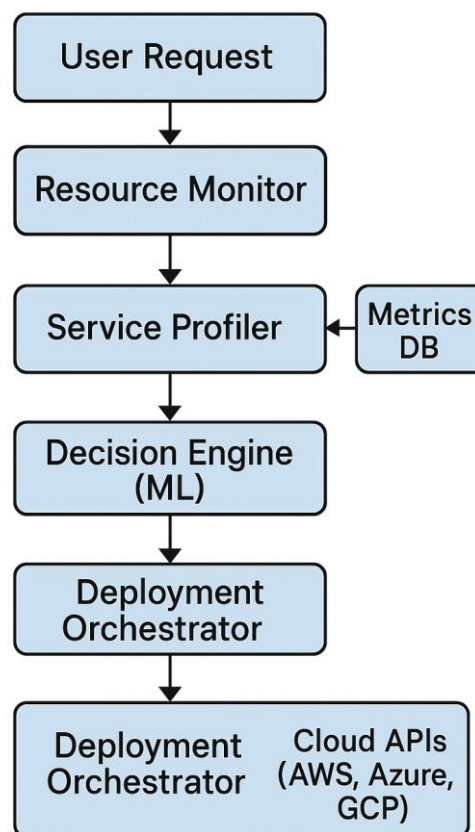 User Request
Resource Monitor
Service Profiler
Metrics
DB
Decision Engine
(ML)
Deployment
Orchestrator
Deployment
Orchestrator
Cloud APIs
(AWS, Azure,
GCP)